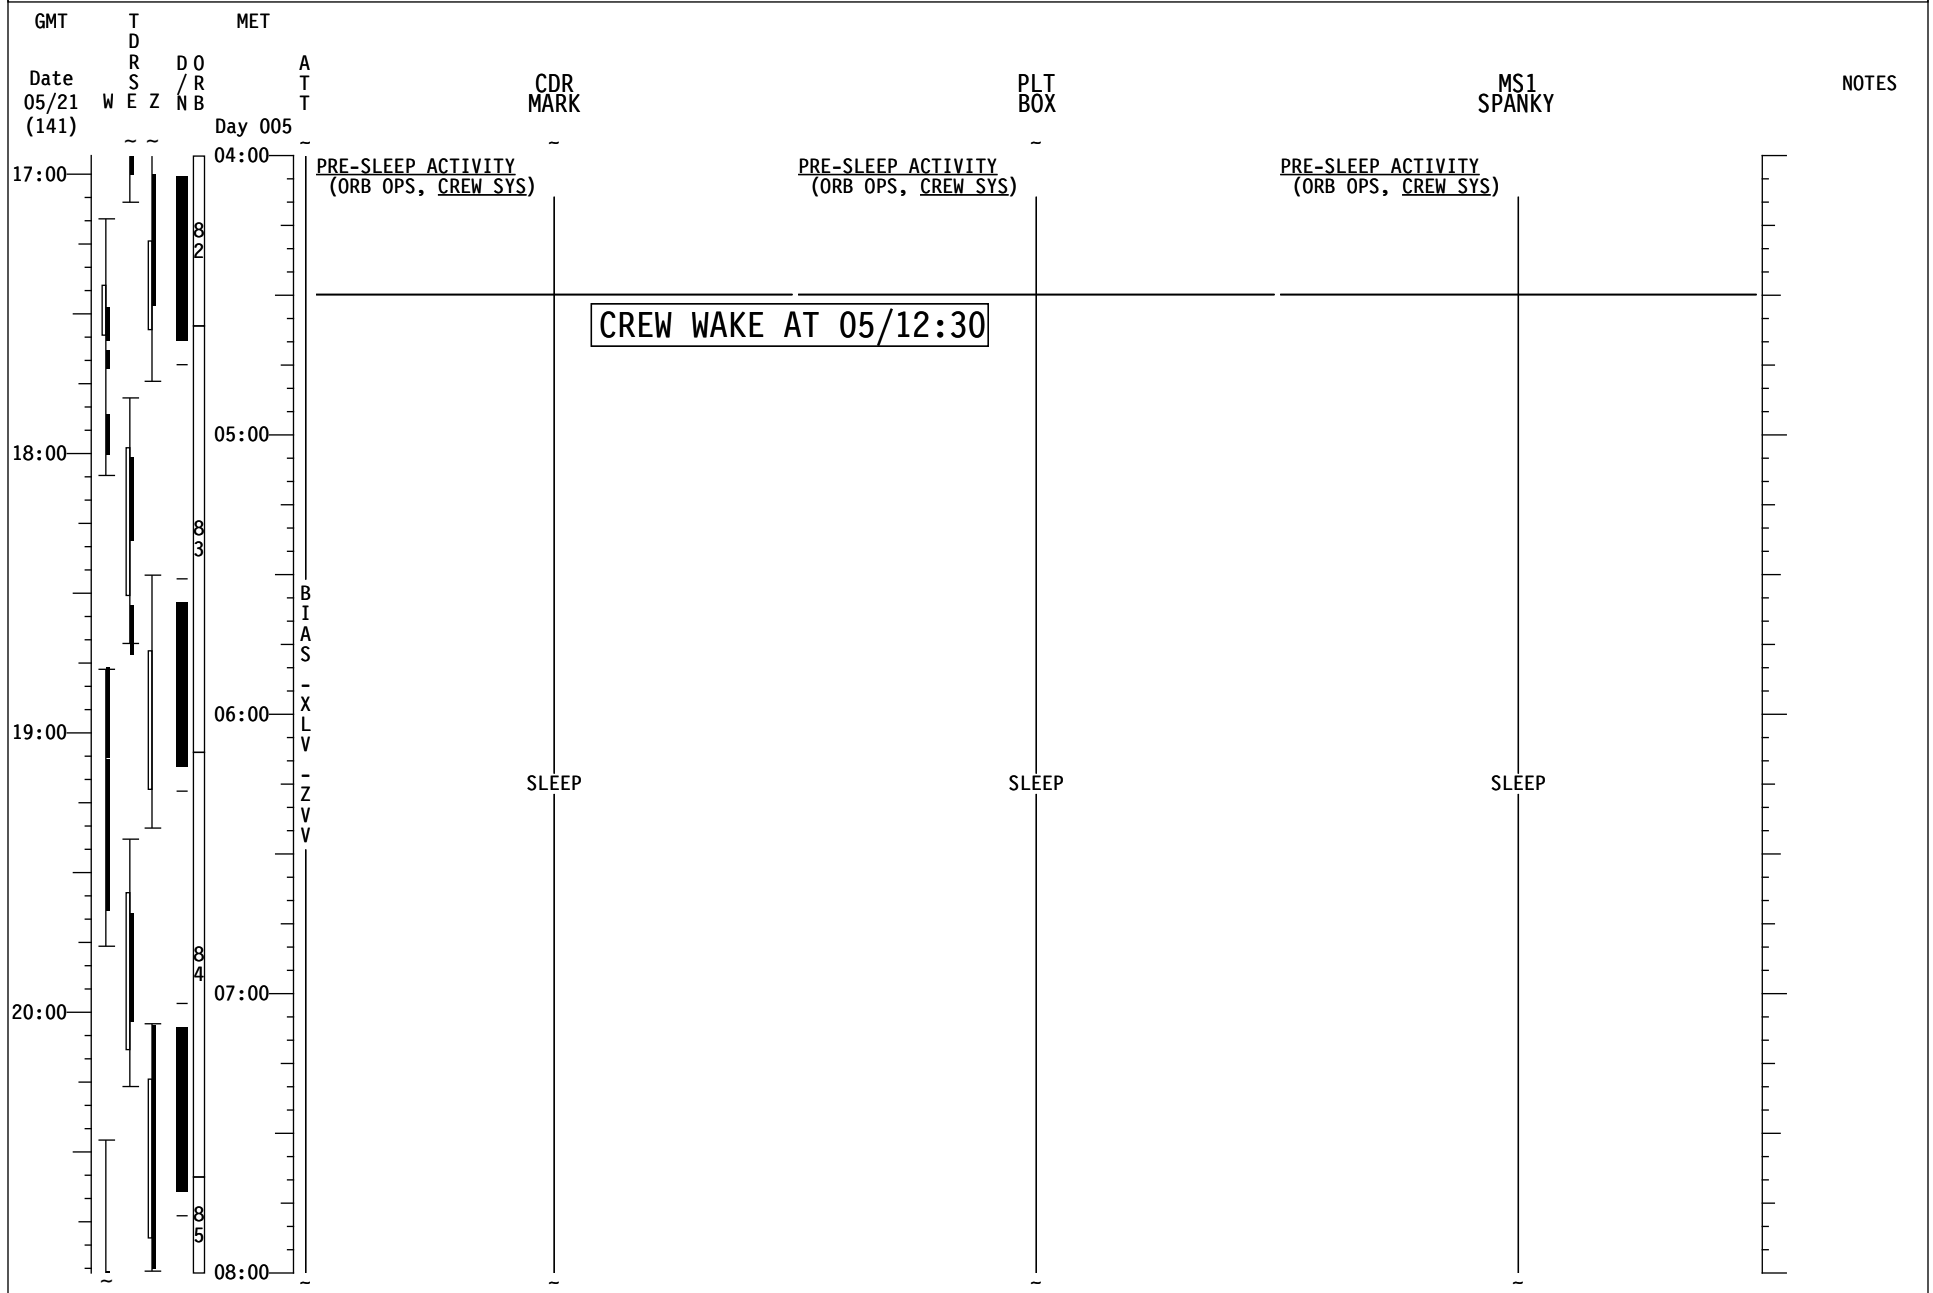 GMT
TDRS
MET
Date
05/21
(141)
W E Z
D/N
ORB
ATT
CDR
MARK
PLT
BOX
MS1
SPANKY
NOTES
Day 005
~ ~ ~ ~ ~
04:00
PRE-SLEEP ACTIVITY
(ORB OPS, CREW SYS)
PRE-SLEEP ACTIVITY
(ORB OPS, CREW SYS)
PRE-SLEEP ACTIVITY
(ORB OPS, CREW SYS)
17:00
82
CREW WAKE AT 05/12:30
05:00
18:00
83
BIAS -XLV -ZVV
06:00
19:00
SLEEP
SLEEP
SLEEP
84
07:00
20:00
85
08:00
~ ~ ~ ~ ~